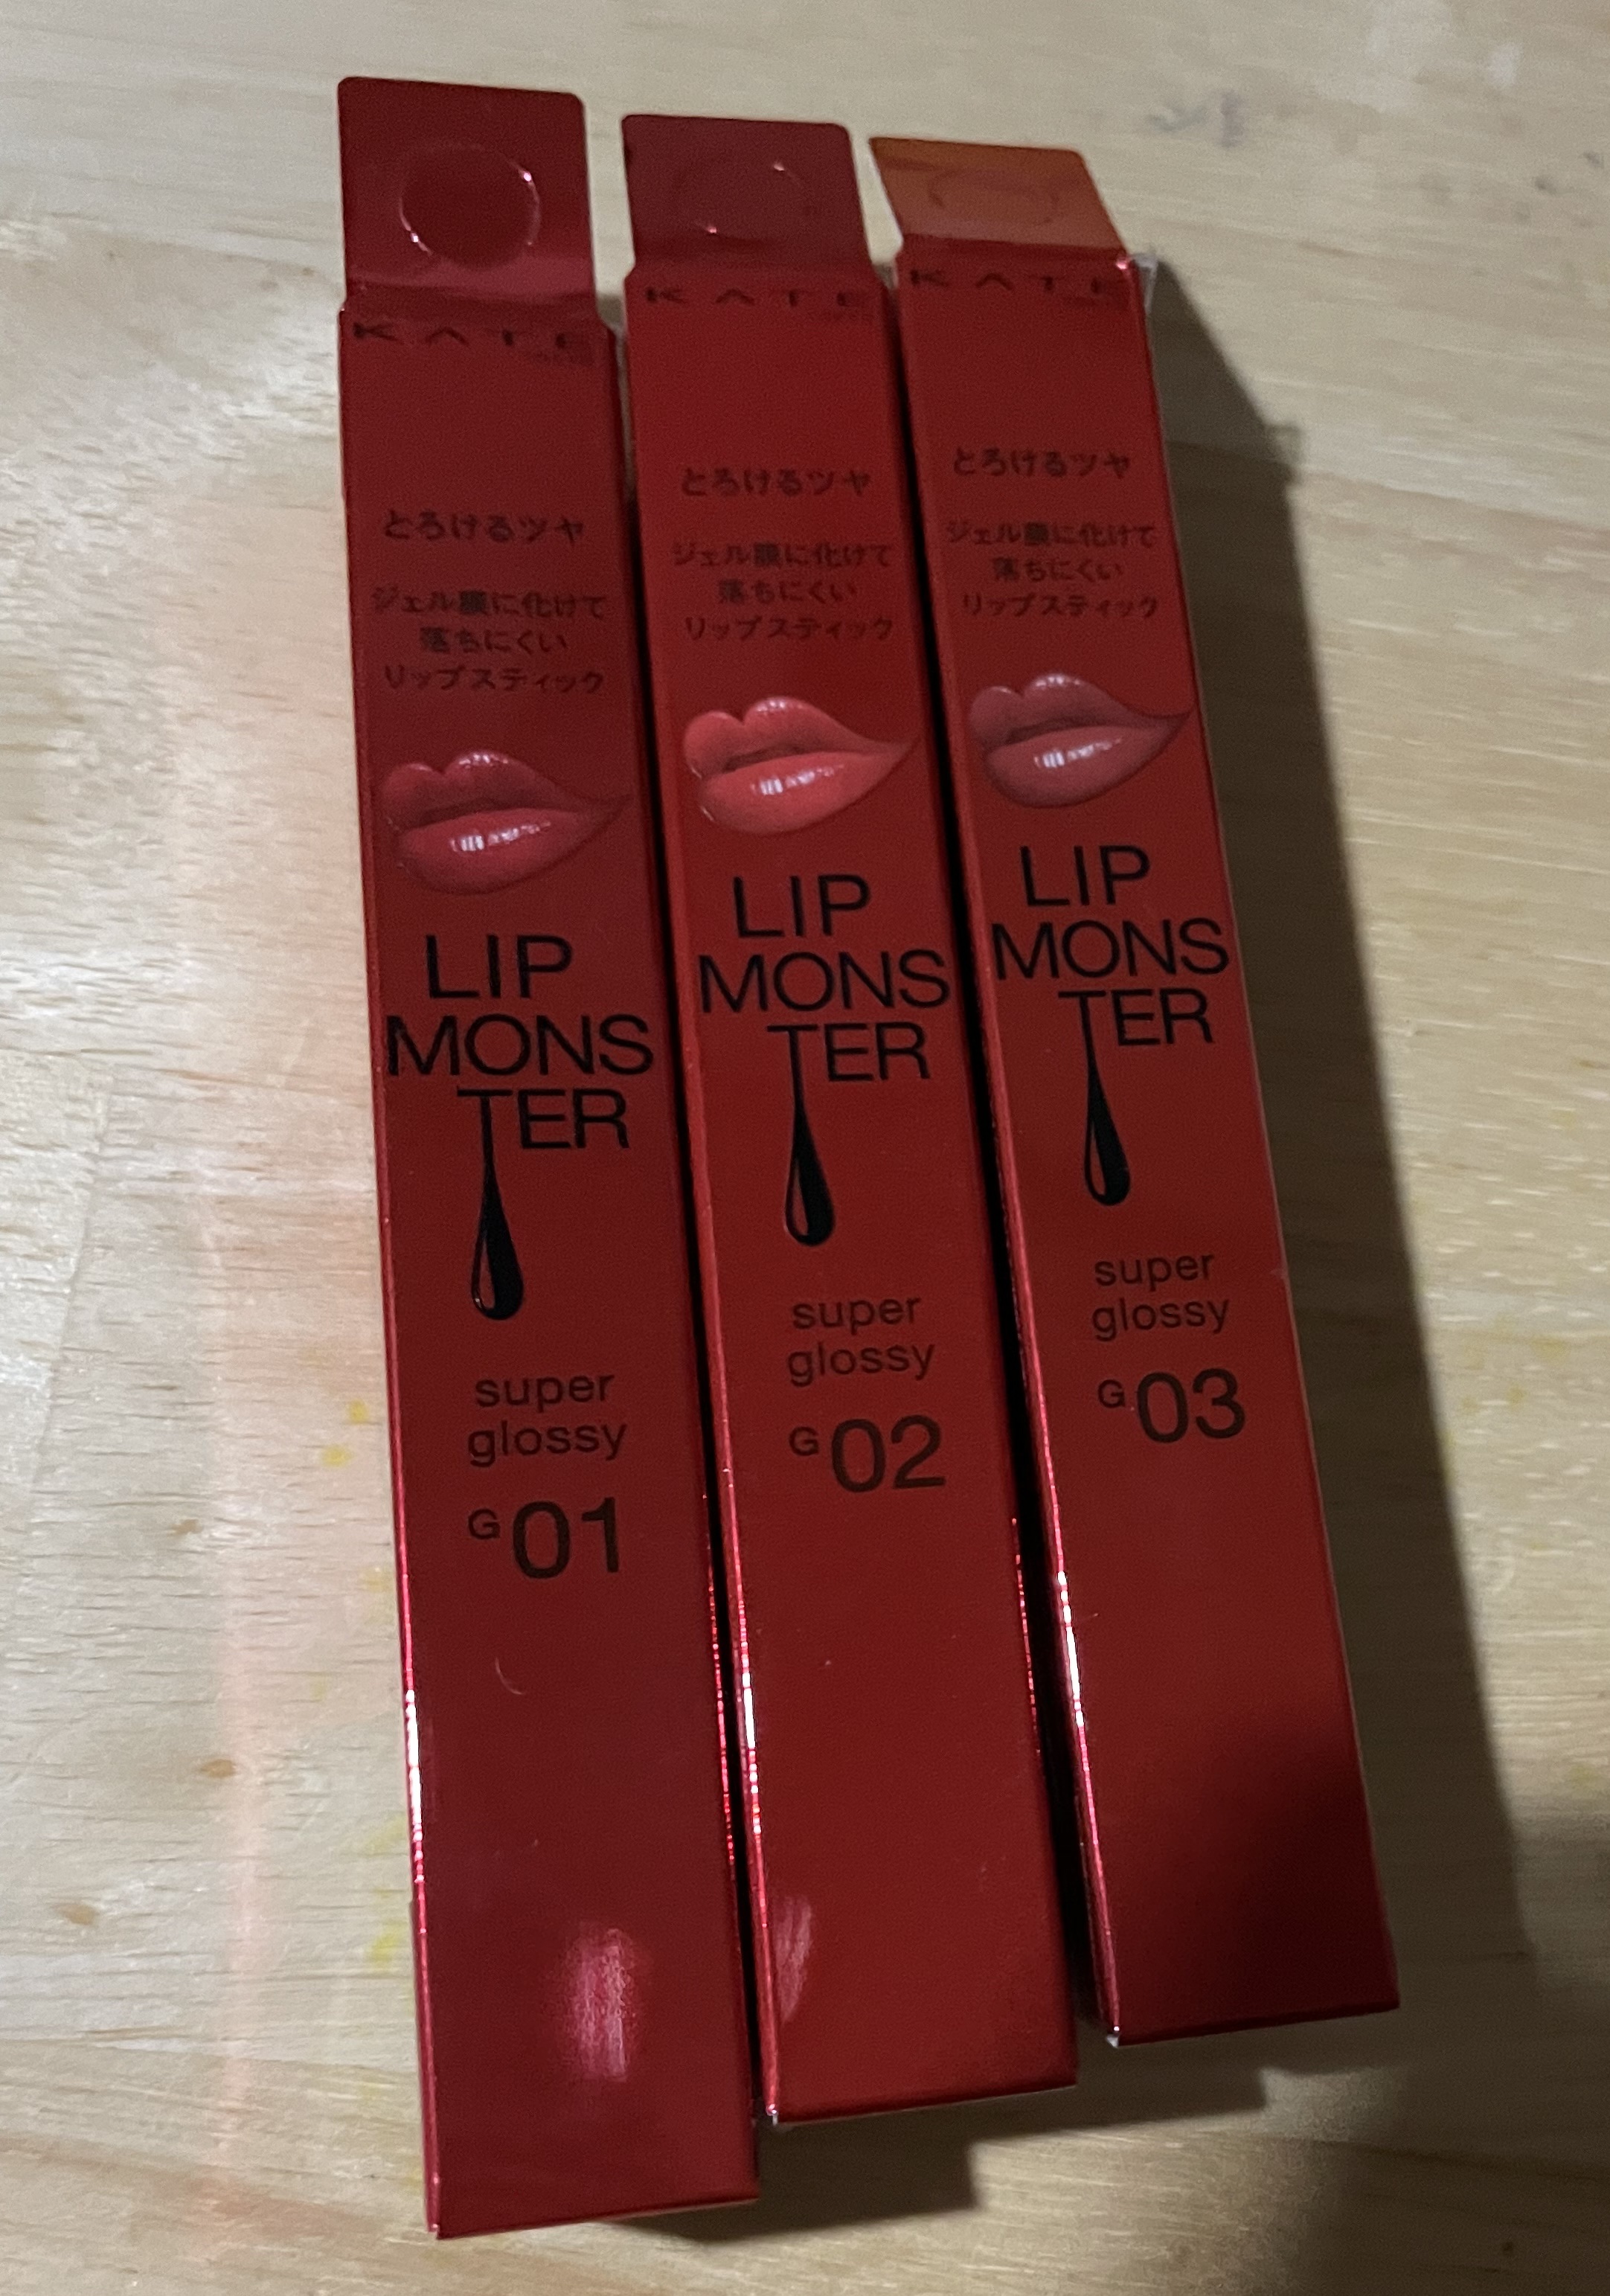 KATE
とろけるツヤ
ジェル膜に化けて
落ちにくい
リップスティック
LIP
MONS
TER
super
glossy
G 01
KATE
とろけるツヤ
ジェル膜に化けて
落ちにくい
リップスティック
LIP
MONS
TER
super
glossy
G 02
KATE
とろけるツヤ
ジェル膜に化けて
落ちにくい
リップスティック
LIP
MONS
TER
super
glossy
G 03